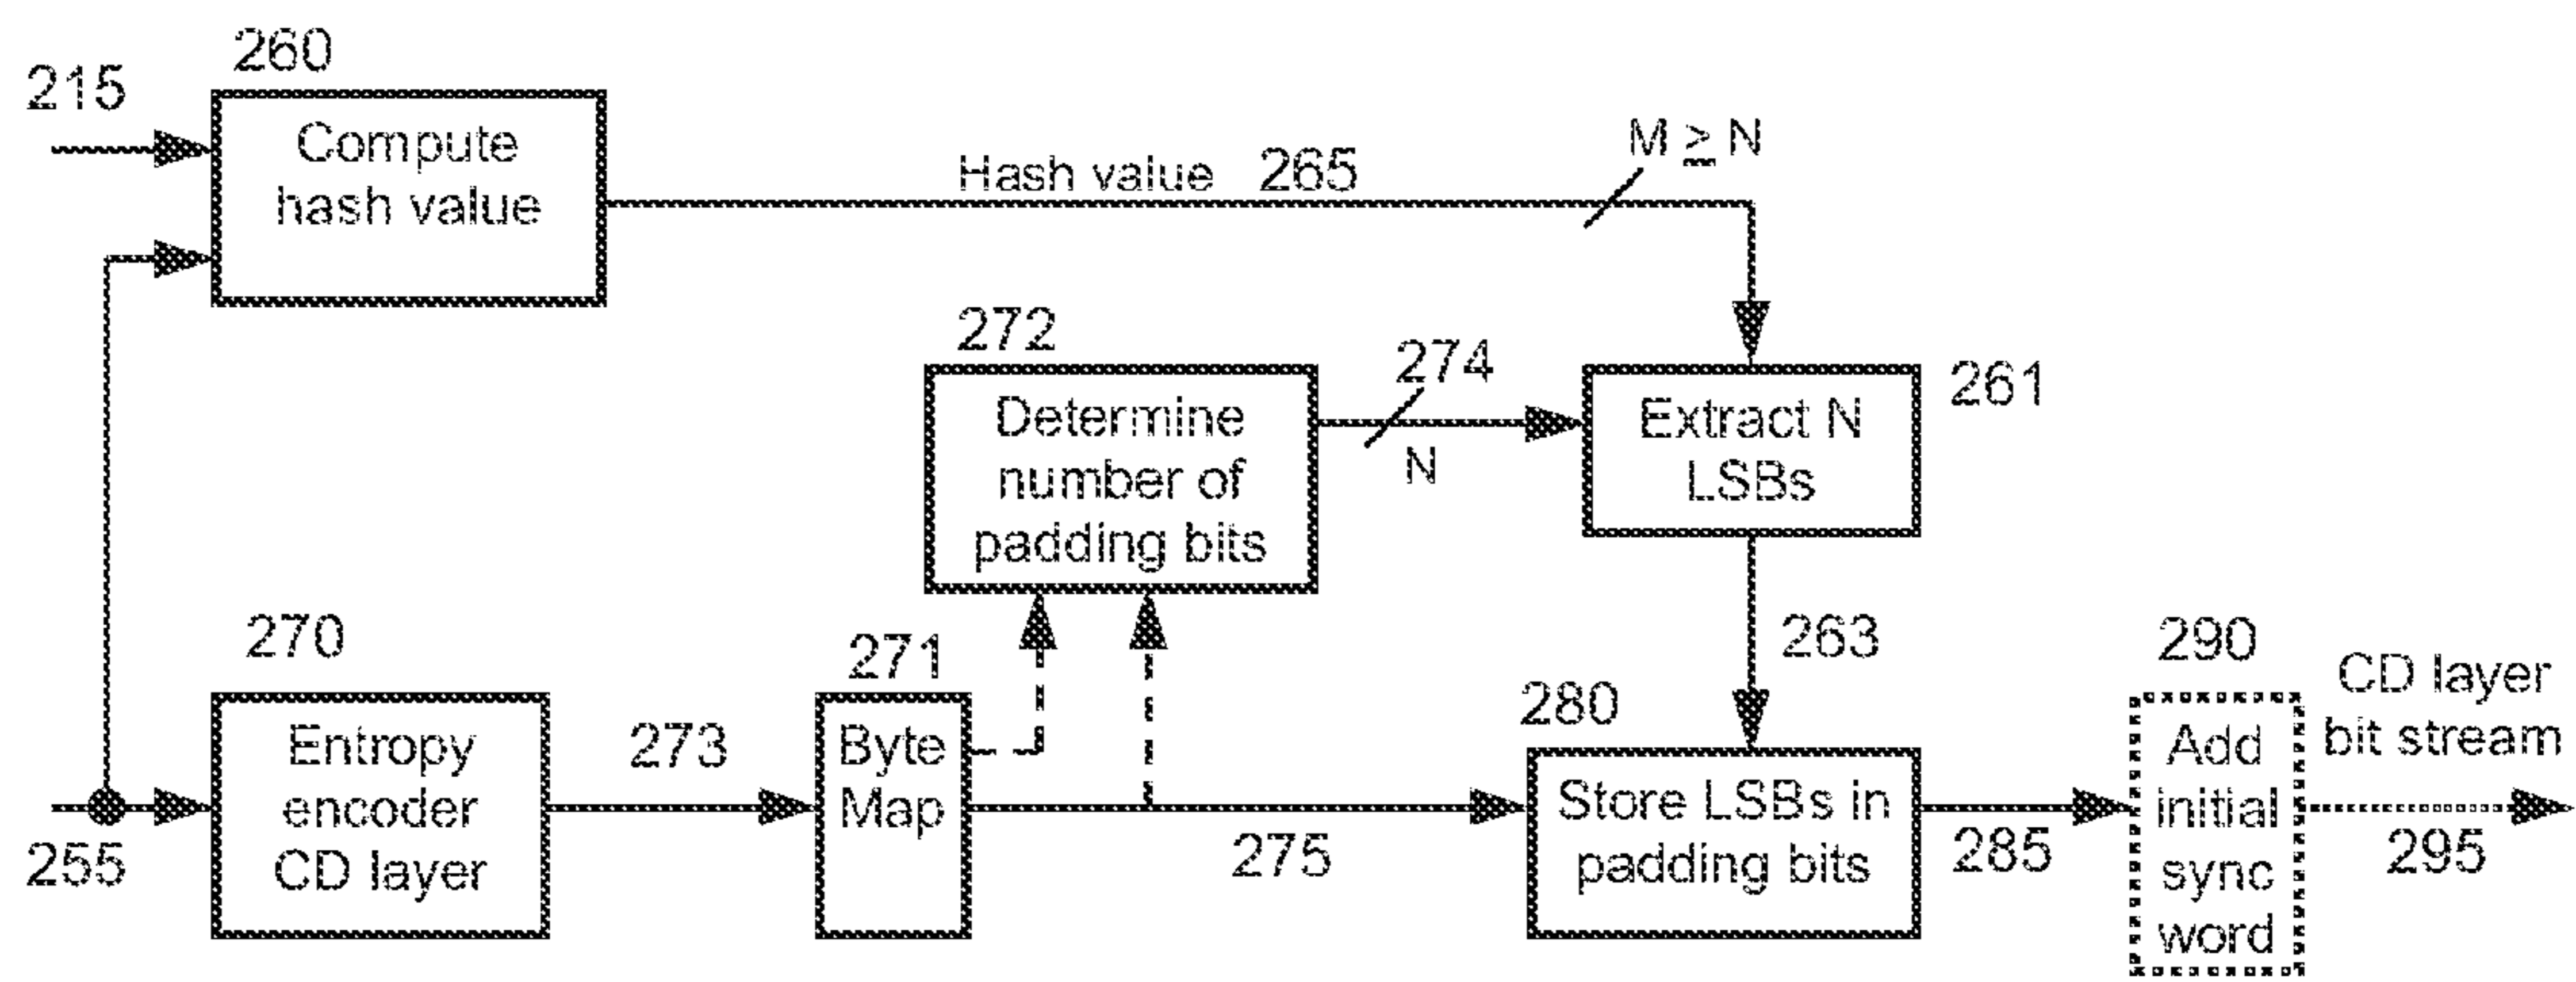 260
215
Compute
hash value
Hash value 265
M ≥ N
272
Determine
number of
padding bits
274
N
Extract N
LSBs
261
263
270
Entropy
encoder
CD layer
255
273
271
Byte
Map
275
280
Store LSBs in
padding bits
285
290
Add
initial
sync
word
CD layer
bit stream
295